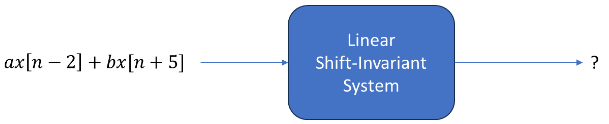 ax[n − 2] + bx[n + 5]
Linear
Shift-Invariant
System
?